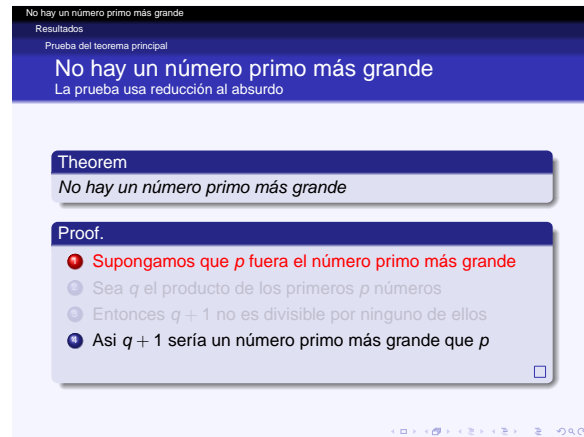 No hay un número primo más grande
Resultados
Prueba del teorema principal
No hay un número primo más grande
La prueba usa reducción al absurdo
Theorem
No hay un número primo más grande
Proof.
1 Supongamos que p fuera el número primo más grande
2 Sea q el producto de los primeros p números
3 Entonces q + 1 no es divisible por ninguno de ellos
4 Asi q + 1 sería un número primo más grande que p